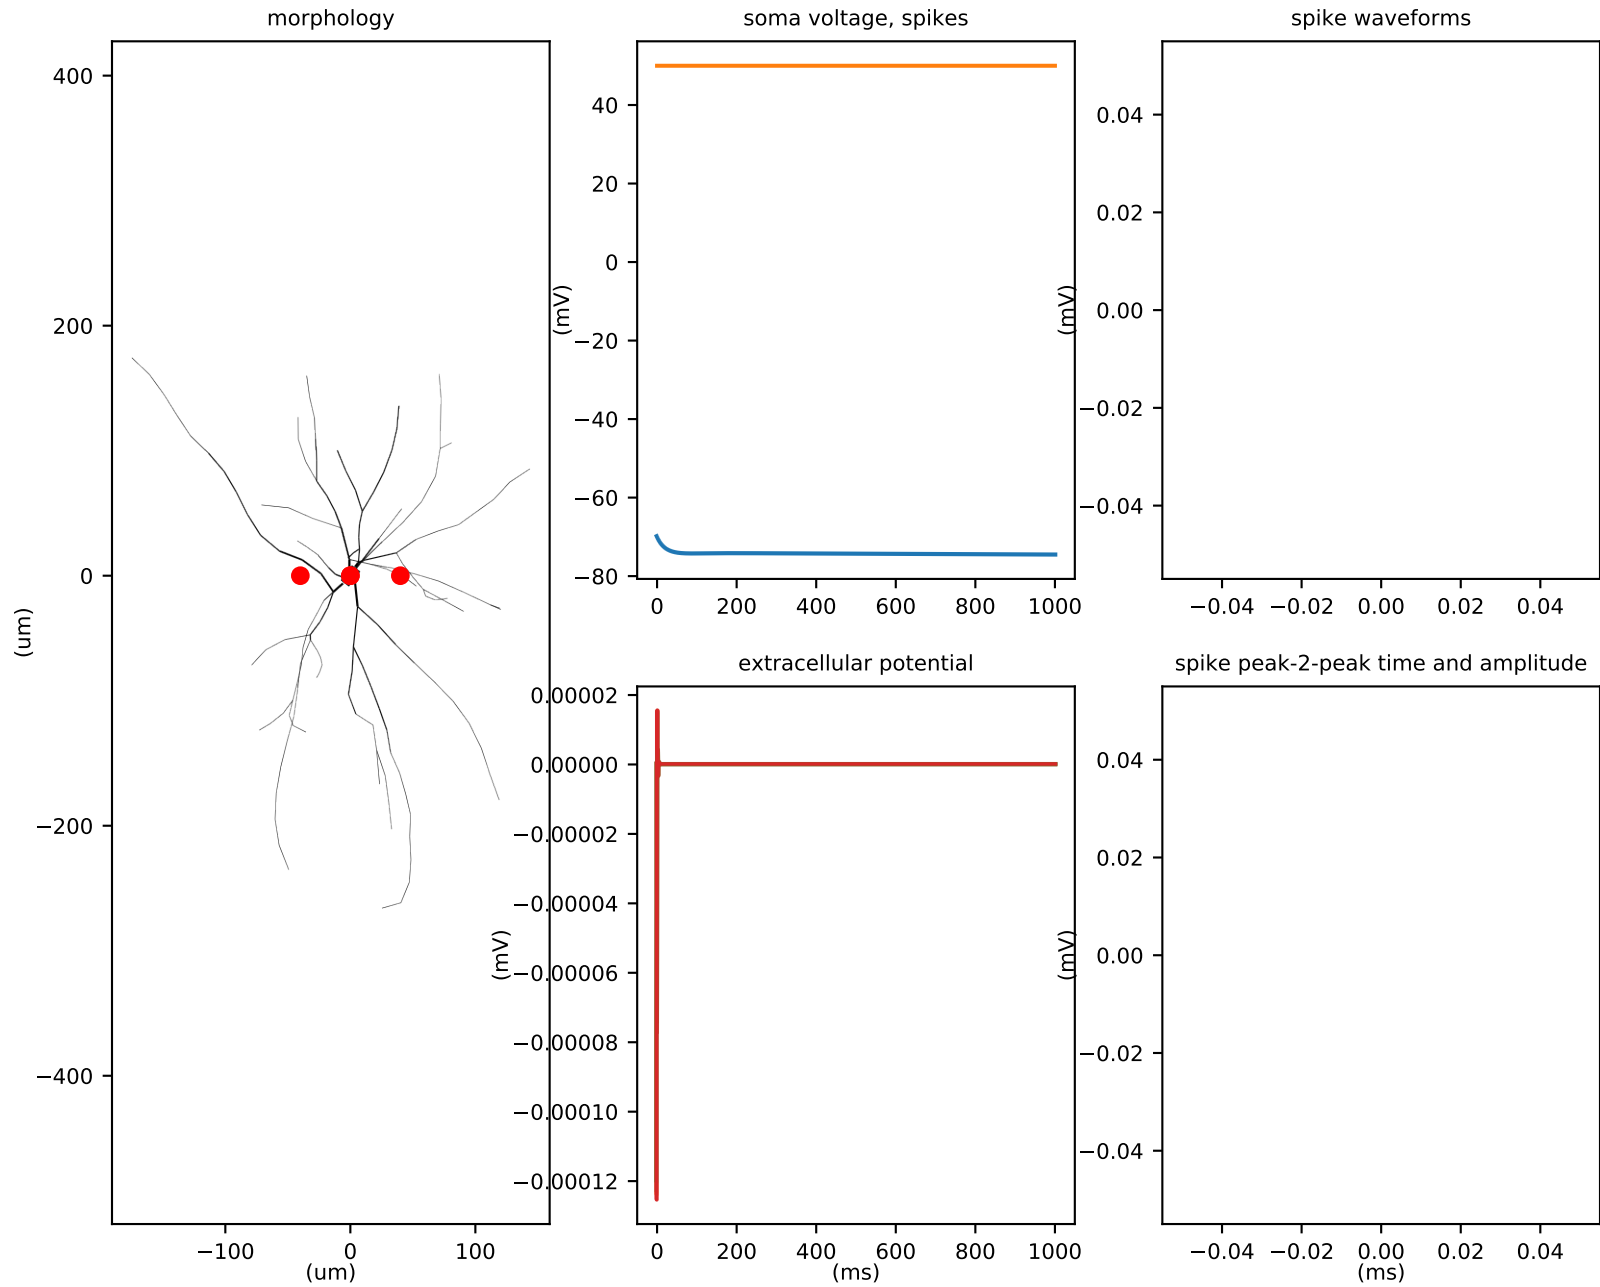 morphology
400
200
0
−200
−400
(um)
−100 0 100
(um)
soma voltage, spikes
40
20
0
−20
−40
−60
−80
(mV)
0 200 400 600 800 1000
spike waveforms
0.04
0.02
0.00
−0.02
−0.04
(mV)
−0.04 −0.02 0.00 0.02 0.04
extracellular potential
0.00002
0.00000
−0.00002
−0.00004
−0.00006
−0.00008
−0.00010
−0.00012
(mV)
0 200 400 600 800 1000
(ms)
spike peak-2-peak time and amplitude
0.04
0.02
0.00
−0.02
−0.04
(mV)
−0.04 −0.02 0.00 0.02 0.04
(ms)